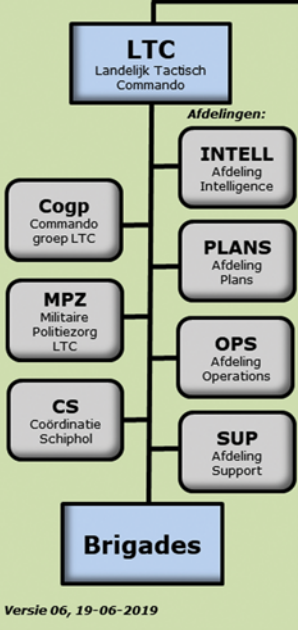 LTC
Landelijk Tactisch
Commando
Afdelingen:
INTELL
Afdeling
Intelligence
Cogp
Commando
groep LTC
PLANS
Afdeling
Plans
MPZ
Militaire
Politiezorg
LTC
OPS
Afdeling
Operations
CS
Coördinatie
Schiphol
SUP
Afdeling
Support
Brigades
Versie 06, 19-06-2019